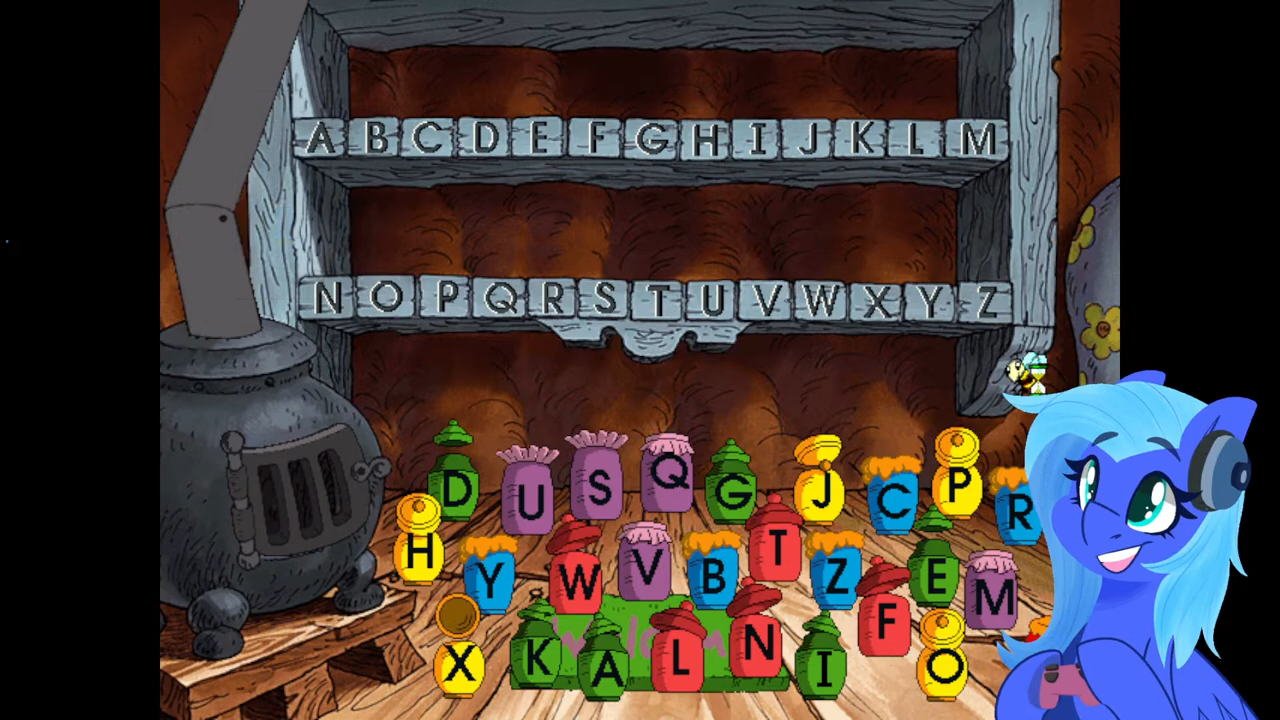 A B C D E F G H I J K L M
N O P Q R S T U V W X Y Z
D U S Q G J C P R
H Y W V B T Z E M
X K A L N I F O